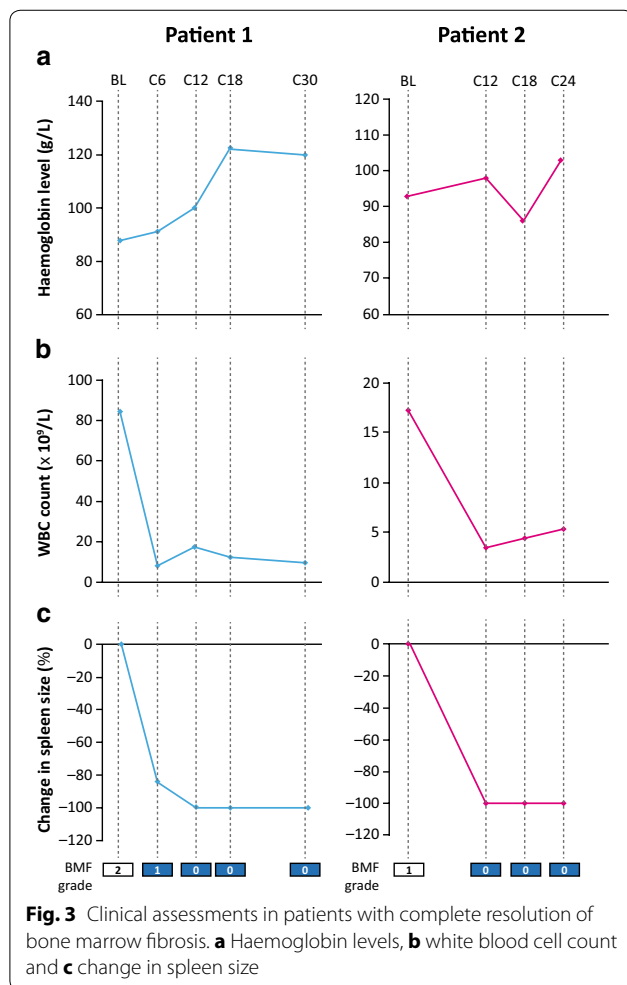 Patient 1 Patient 2
a
BL C6 C12 C18 C30
BL C12 C18 C24
Haemoglobin level (g/L)
140
120
100
80
60
120
110
100
90
80
70
60
b
WBC count (x 10⁹/L)
100
80
60
40
20
0
20
15
10
5
0
c
Change in spleen size (%)
0
−20
−40
−60
−80
−100
−120
0
−20
−40
−60
−80
−100
−120
BMF grade
2 1 0 0 0
BMF grade
1 0 0 0
Fig. 3 Clinical assessments in patients with complete resolution of
bone marrow fibrosis. a Haemoglobin levels, b white blood cell count
and c change in spleen size